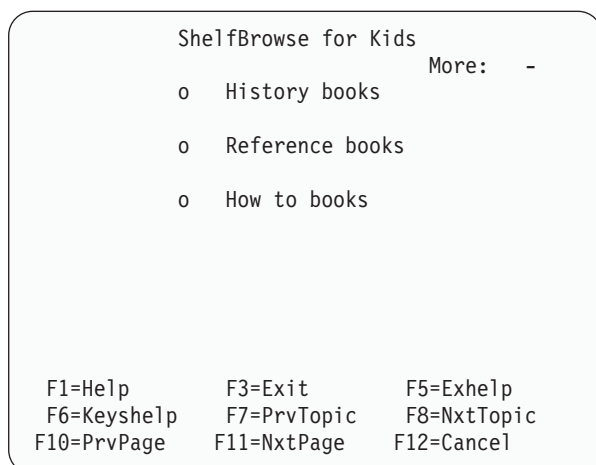 ShelfBrowse for Kids
More: -
o History books
o Reference books
o How to books
F1=Help F3=Exit F5=Exhelp
F6=Keyshelp F7=PrvTopic F8=NxtTopic
F10=PrvPage F11=NxtPage F12=Cancel